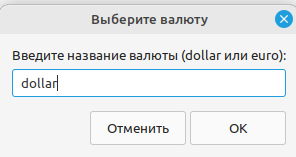 Выберите валюту
Введите название валюты (dollar или euro):
dollar
Отменить
OK